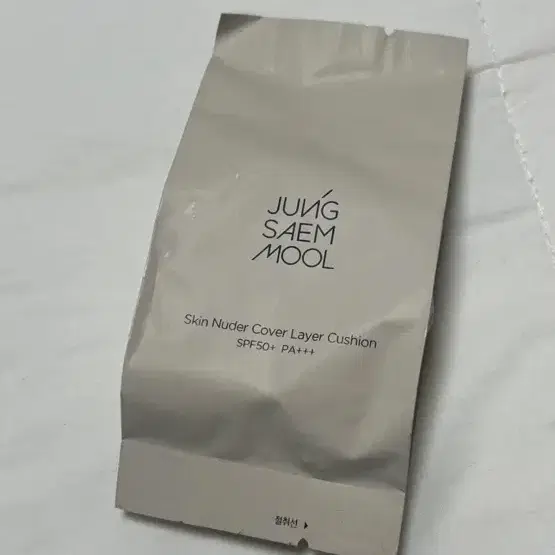 JUNG
SAEM
MOOL
Skin Nuder Cover Layer Cushion
SPF50+ PA+++
절취선 ▶